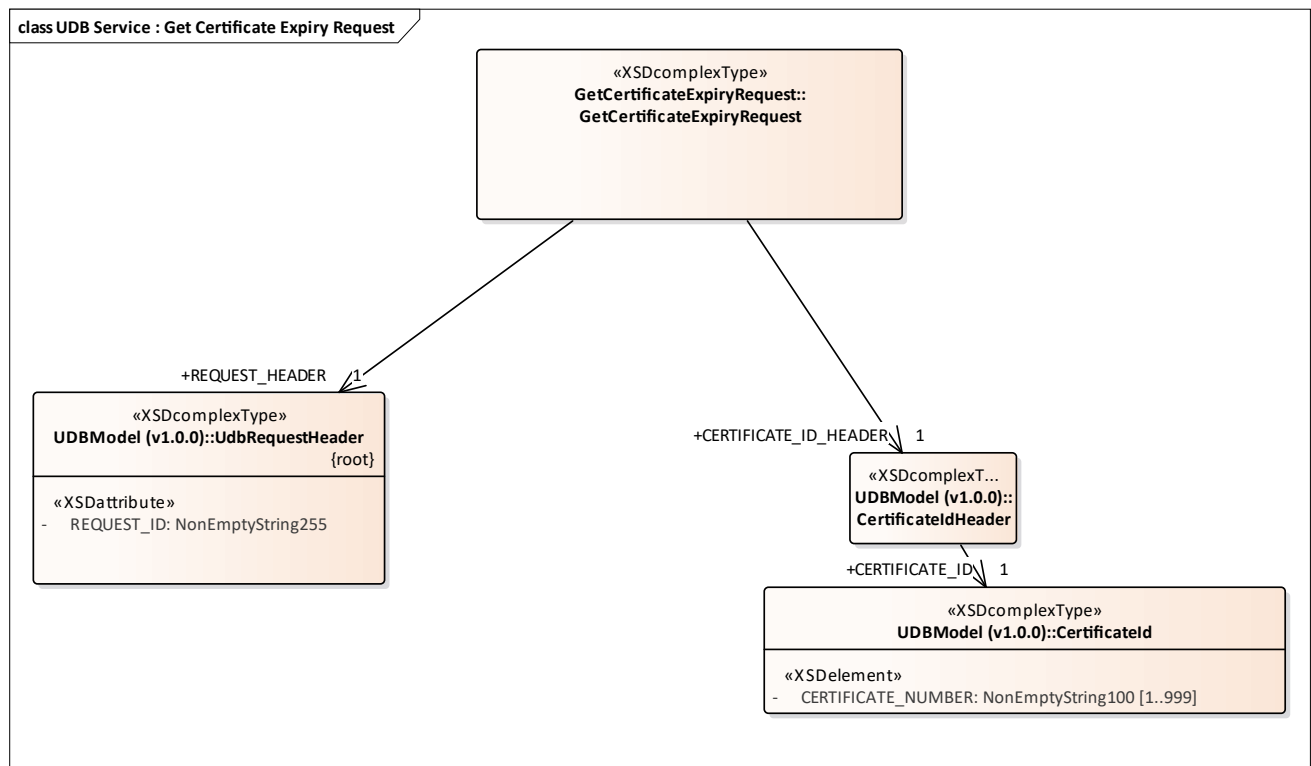 class UDB Service : Get Certificate Expiry Request
«XSDcomplexType»
GetCertificateExpiryRequest::
GetCertificateExpiryRequest
+REQUEST_HEADER 1
«XSDcomplexType»
UDBModel (v1.0.0)::UdbRequestHeader
{root}
«XSDattribute»
- REQUEST_ID: NonEmptyString255
+CERTIFICATE_ID_HEADER 1
«XSDcomplexT...
UDBModel (v1.0.0)::
CertificateIdHeader
+CERTIFICATE_ID 1
«XSDcomplexType»
UDBModel (v1.0.0)::CertificateId
«XSDelement»
- CERTIFICATE_NUMBER: NonEmptyString100 [1..999]